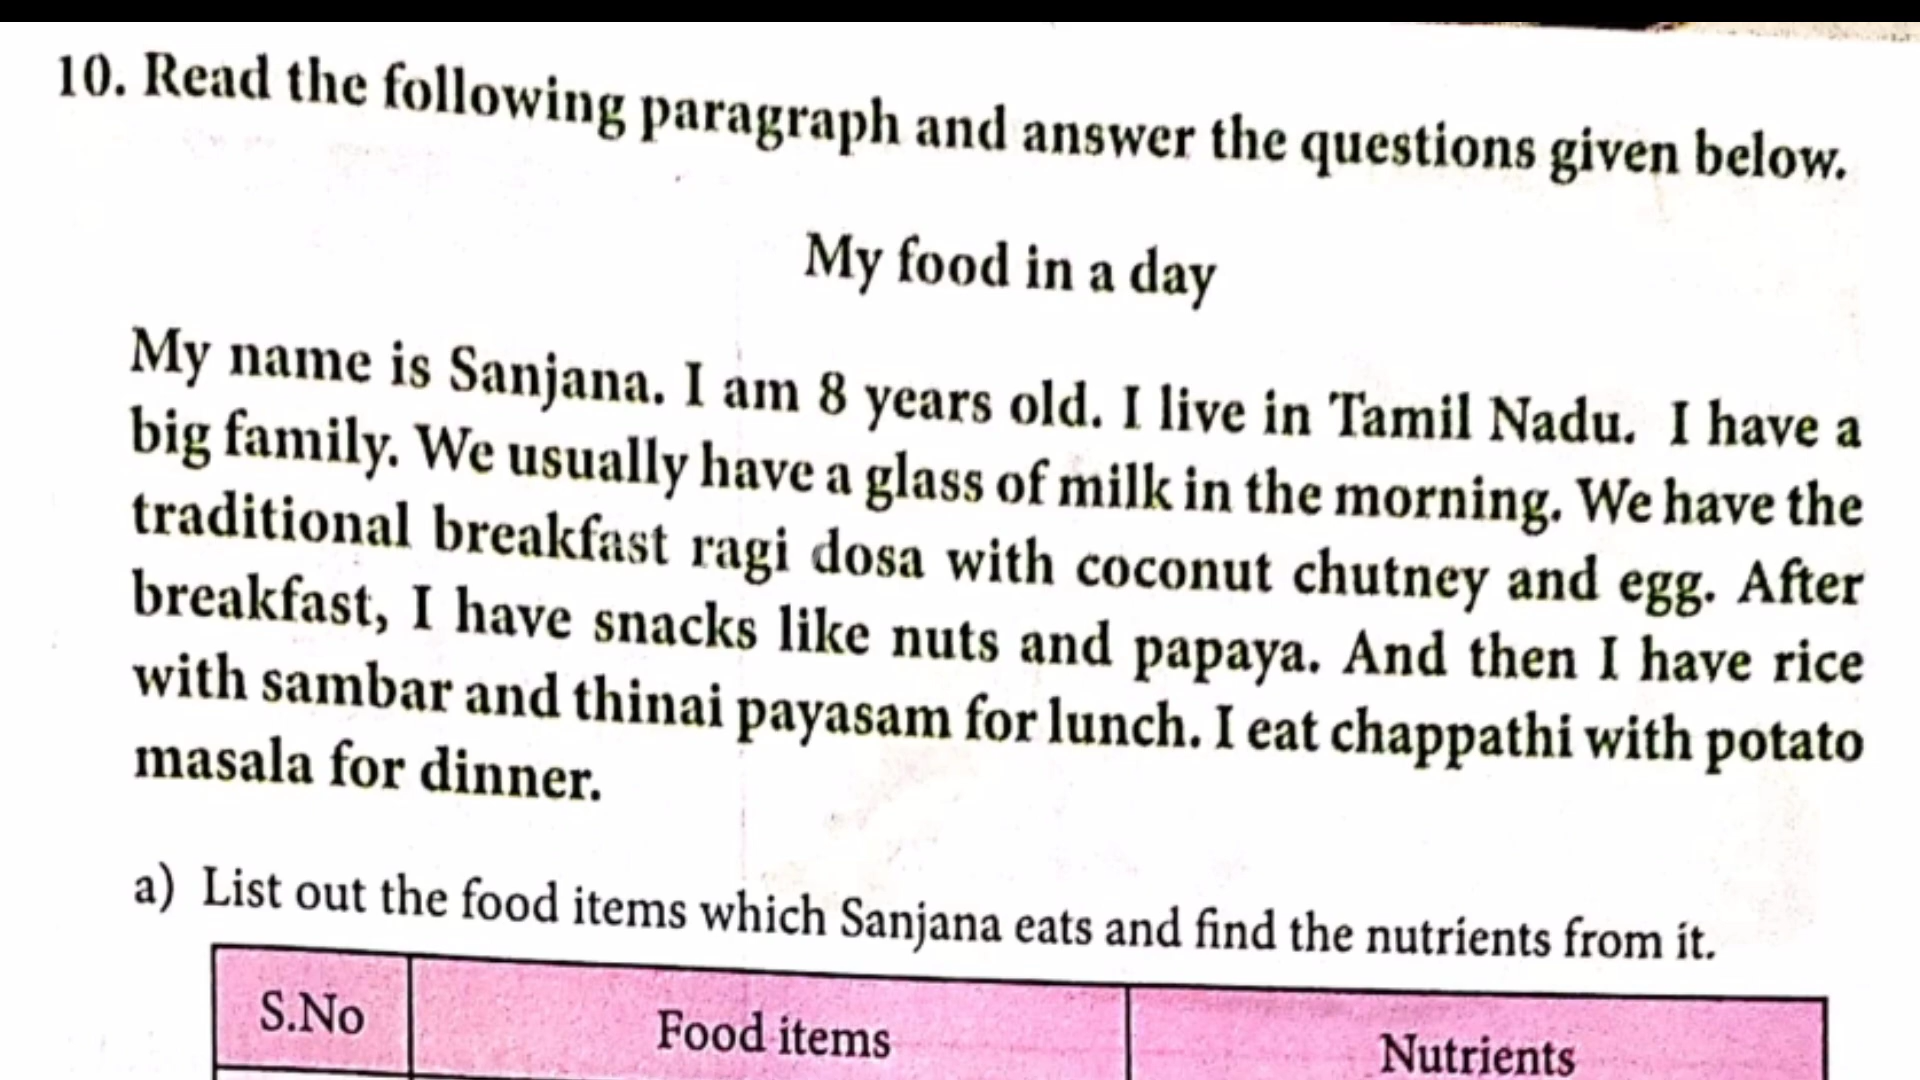 10. Read the following paragraph and answer the questions given below.
My food in a day
My name is Sanjana. I am 8 years old. I live in Tamil Nadu. I have a
big family. We usually have a glass of milk in the morning. We have the
traditional breakfast ragi dosa with coconut chutney and egg. After
breakfast, I have snacks like nuts and papaya. And then I have rice
with sambar and thinai payasam for lunch. I eat chappathi with potato
masala for dinner.
a) List out the food items which Sanjana eats and find the nutrients from it.
S.No Food items Nutrients